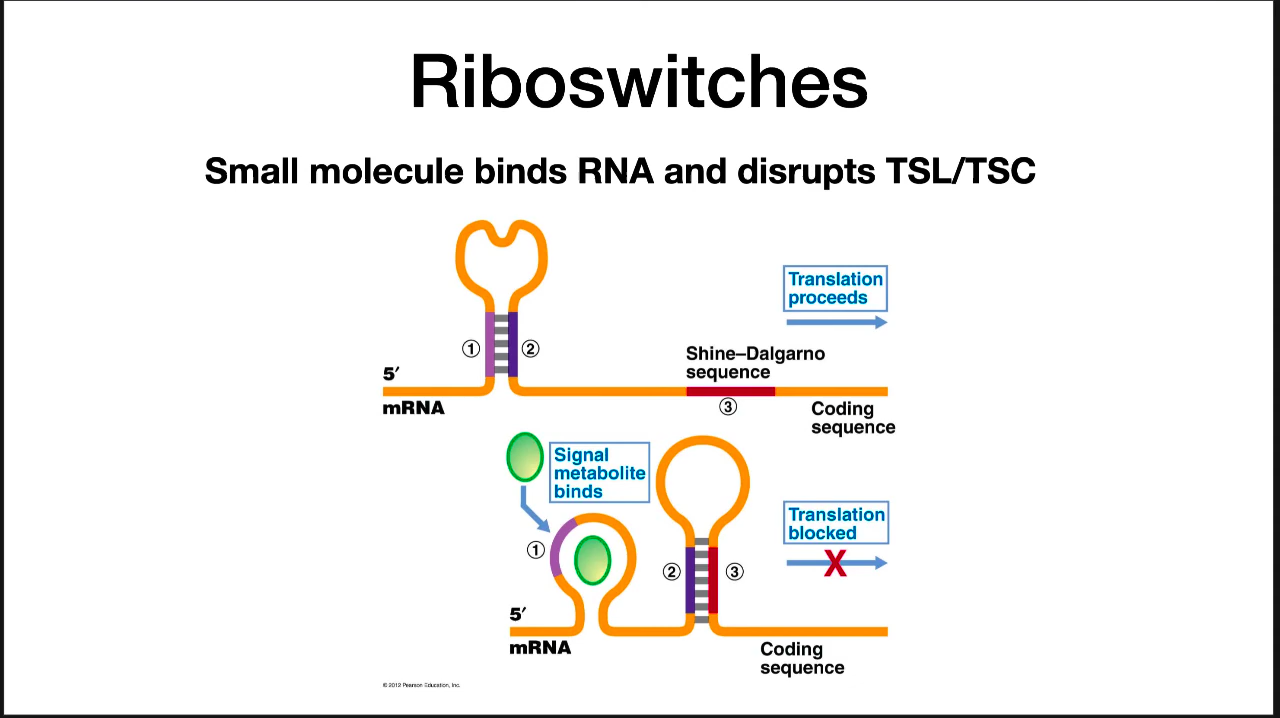 Riboswitches
Small molecule binds RNA and disrupts TSL/TSC
Translation
proceeds
① ②
Shine–Dalgarno
sequence
5′
mRNA
③
Coding
sequence
Signal
metabolite
binds
Translation
blocked
X
①
② ③
5′
mRNA
Coding
sequence
© 2012 Pearson Education, Inc.